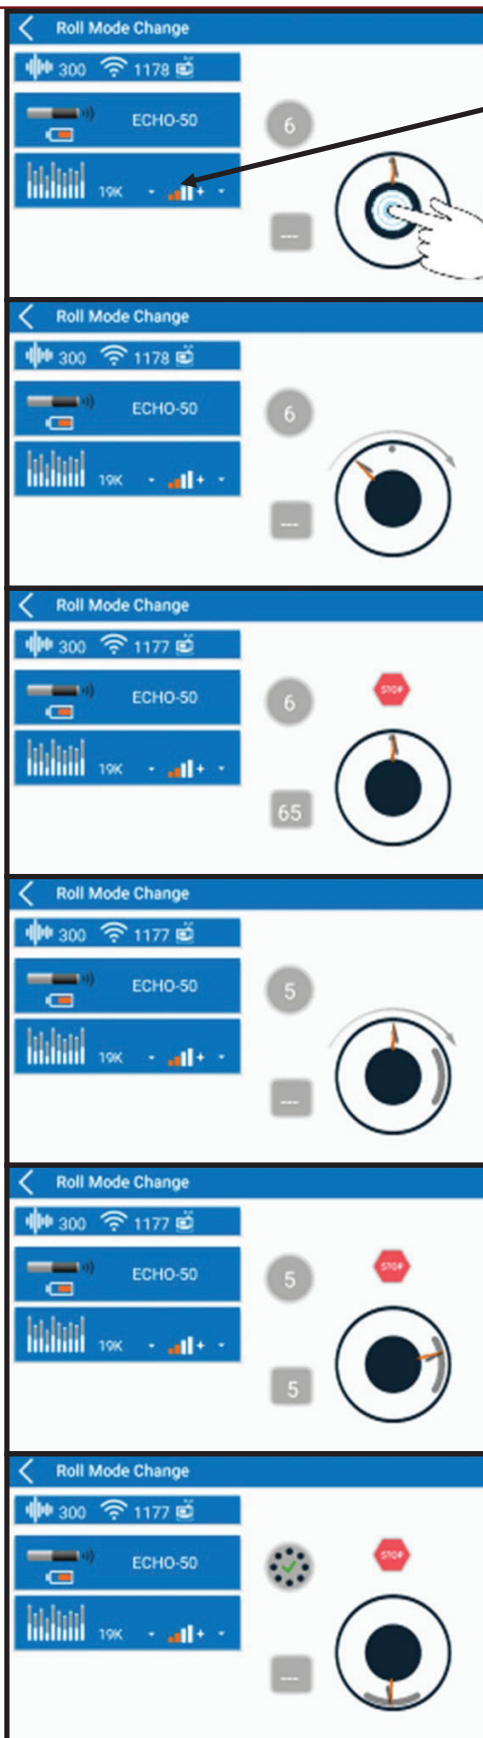 Roll Mode Change
300 1178
ECHO-50
6
19K - +
---
Roll Mode Change
300 1178
ECHO-50
6
19K - +
---
Roll Mode Change
300 1177
STOP
ECHO-50
6
19K - +
65
Roll Mode Change
300 1177
ECHO-50
5
19K - +
---
Roll Mode Change
300 1177
STOP
ECHO-50
5
19K - +
5
Roll Mode Change
300 1177
STOP
ECHO-50
19K - +
---